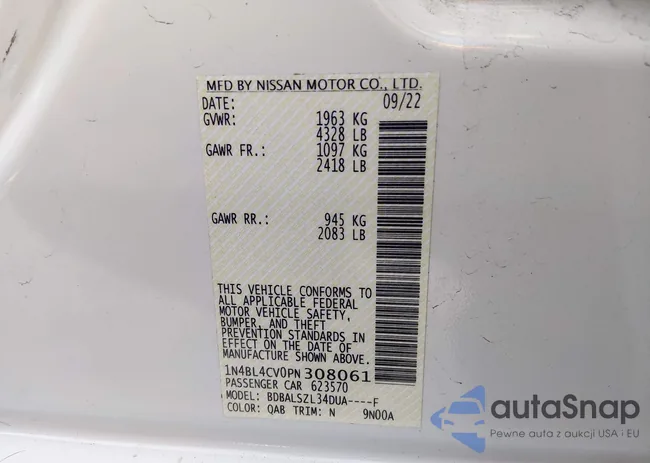 MFD BY NISSAN MOTOR CO., LTD.
DATE: 09/22
GVWR: 1963 KG
4328 LB
GAWR FR.: 1097 KG
2418 LB
GAWR RR.: 945 KG
2083 LB
THIS VEHICLE CONFORMS TO
ALL APPLICABLE FEDERAL
MOTOR VEHICLE SAFETY,
BUMPER, AND THEFT
PREVENTION STANDARDS IN
EFFECT ON THE DATE OF
MANUFACTURE SHOWN ABOVE.
1N4BL4CV0PN308061
PASSENGER CAR 623570
MODEL: BDBALSZL34DUA----F
COLOR: QAB TRIM: N 9N00A
autoSnap
Pewne auta z aukcji USA i EU